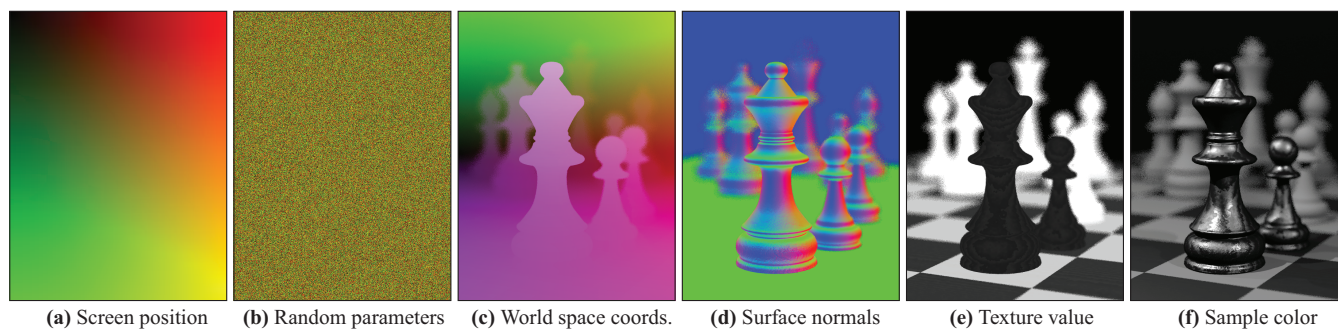 (a) Screen position
(b) Random parameters
(c) World space coords.
(d) Surface normals
(e) Texture value
(f) Sample color